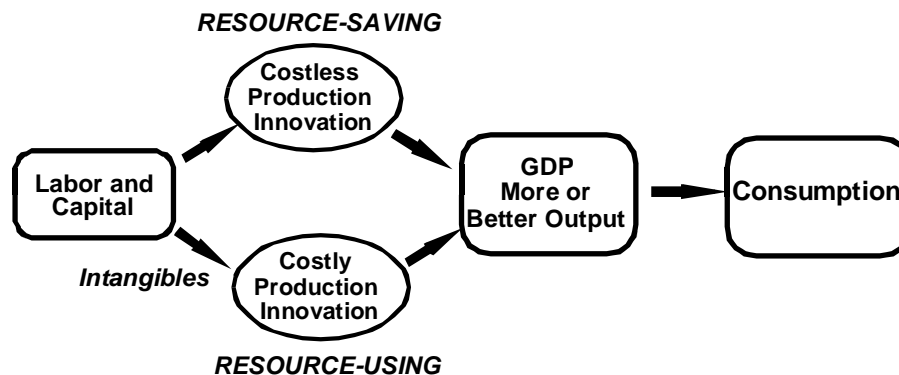 RESOURCE-SAVING
Costless
Production
Innovation
Labor and
Capital
GDP
More or
Better Output
Consumption
Intangibles
Costly
Production
Innovation
RESOURCE-USING